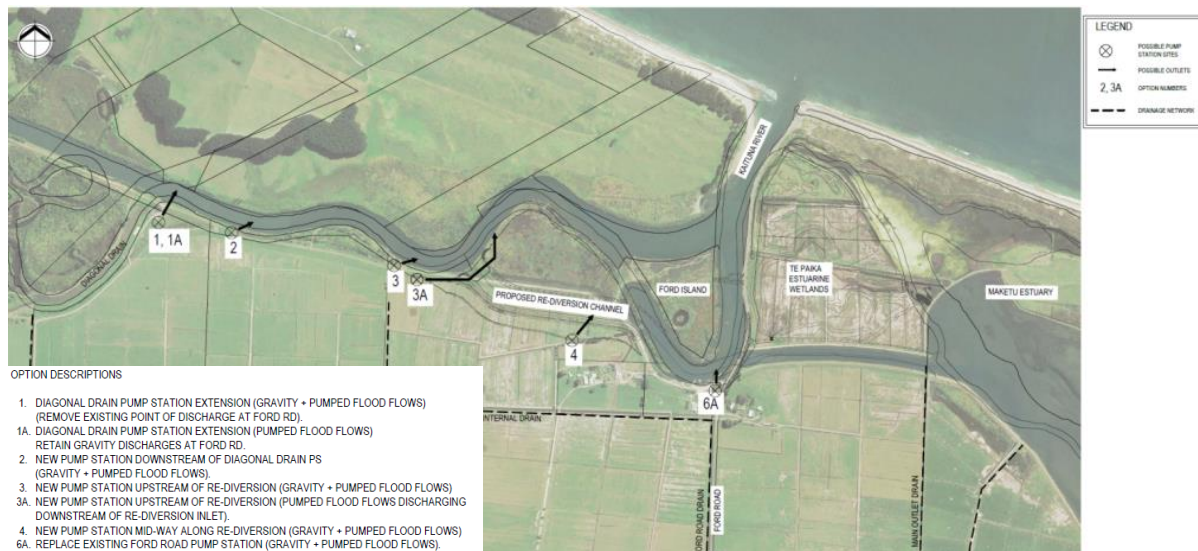 LEGEND
POSSIBLE PUMP
STATION SITES
POSSIBLE OUTLETS
2, 3A OPTION NUMBERS
DRAINAGE NETWORK
KAITUNA RIVER
1, 1A
2
DIAGONAL DRAIN
3
3A
PROPOSED RE-DIVERSION CHANNEL
FORD ISLAND
TE PAIKA
ESTUARINE
WETLANDS
MAKETU ESTUARY
4
6A
INTERNAL DRAIN
ORD ROAD DRAIN
FORD ROAD
MAIN OUTLET DRAIN
OPTION DESCRIPTIONS
1. DIAGONAL DRAIN PUMP STATION EXTENSION (GRAVITY + PUMPED FLOOD FLOWS)
(REMOVE EXISTING POINT OF DISCHARGE AT FORD RD).
1A. DIAGONAL DRAIN PUMP STATION EXTENSION (PUMPED FLOOD FLOWS)
RETAIN GRAVITY DISCHARGES AT FORD RD.
2. NEW PUMP STATION DOWNSTREAM OF DIAGONAL DRAIN PS
(GRAVITY + PUMPED FLOOD FLOWS).
3. NEW PUMP STATION UPSTREAM OF RE-DIVERSION (GRAVITY + PUMPED FLOOD FLOWS)
3A. NEW PUMP STATION UPSTREAM OF RE-DIVERSION (PUMPED FLOOD FLOWS DISCHARGING
DOWNSTREAM OF RE-DIVERSION INLET).
4. NEW PUMP STATION MID-WAY ALONG RE-DIVERSION (GRAVITY + PUMPED FLOOD FLOWS)
6A. REPLACE EXISTING FORD ROAD PUMP STATION (GRAVITY + PUMPED FLOOD FLOWS).